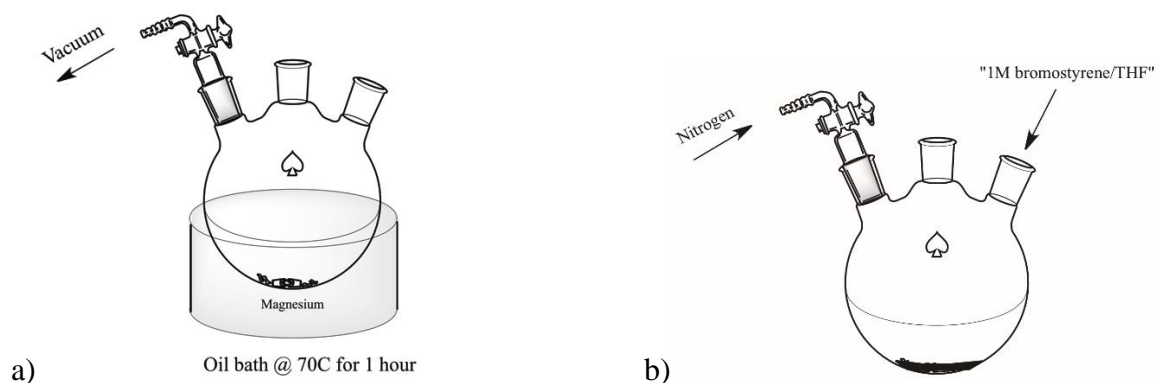 Vacuum
Magnesium
Oil bath @ 70C for 1 hour
a)
"1M bromostyrene/THF"
Nitrogen
b)